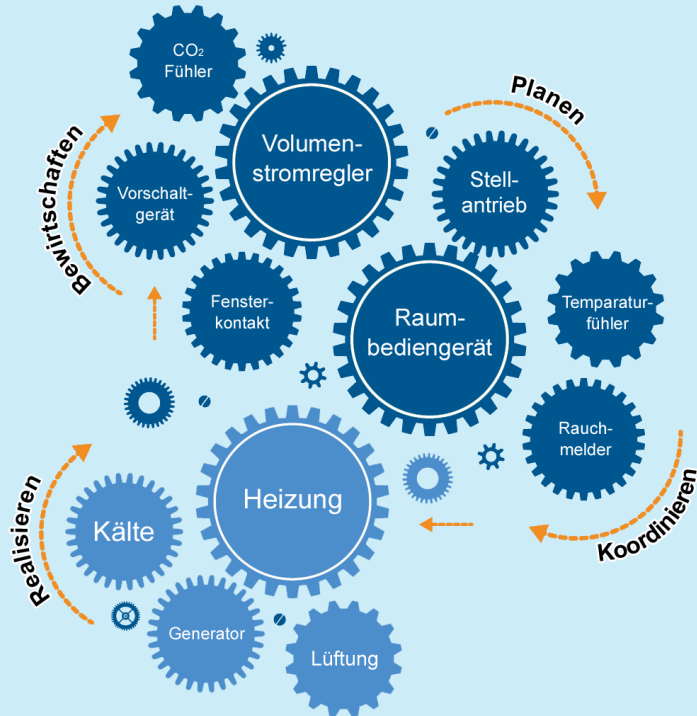 CO₂
Fühler
Volumen-
stromregler
Planen
Bewirtschaften
Vorschalt-
gerät
Stell-
antrieb
Fenster-
kontakt
Raum-
bediengerät
Temperatur-
fühler
Rauch-
melder
Koordinieren
Heizung
Realisieren
Kälte
Generator
Lüftung